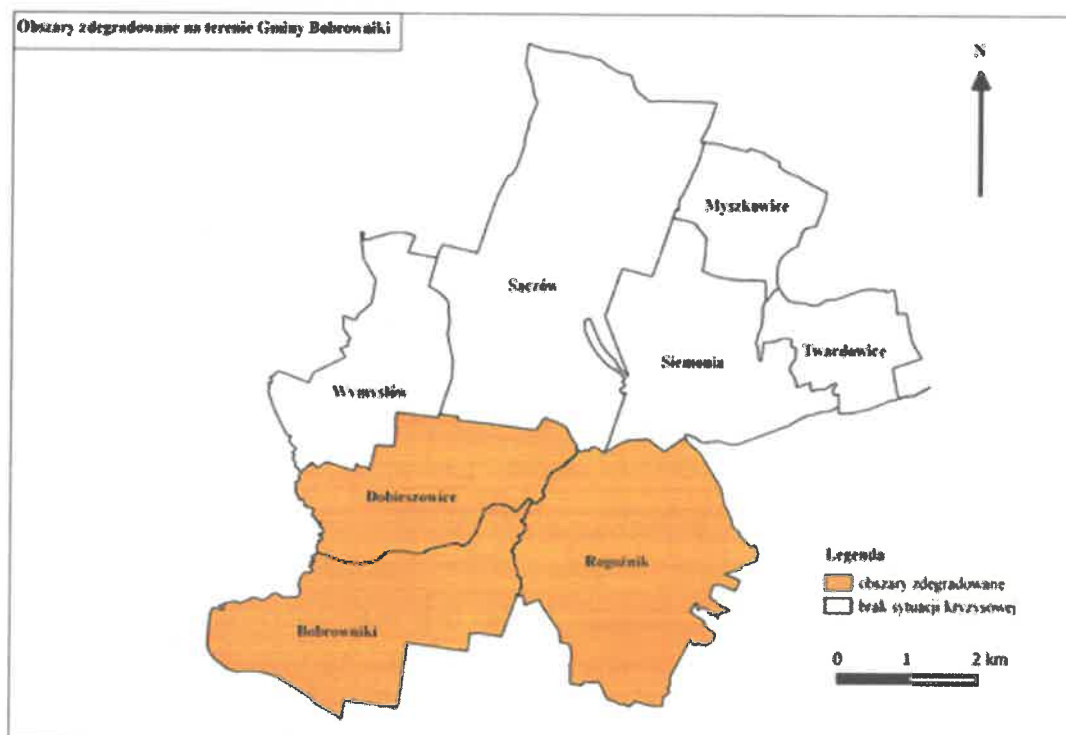 Obszary zdegradowane na terenie Gminy Bobrowniki
N
Myszkowice
Sączów
Siemonia
Twardowice
Wymysłów
Dobieszowice
Rogoźnik
Bobrowniki
Legenda
obszary zdegradowane
brak sytuacji kryzysowej
0 1 2 km